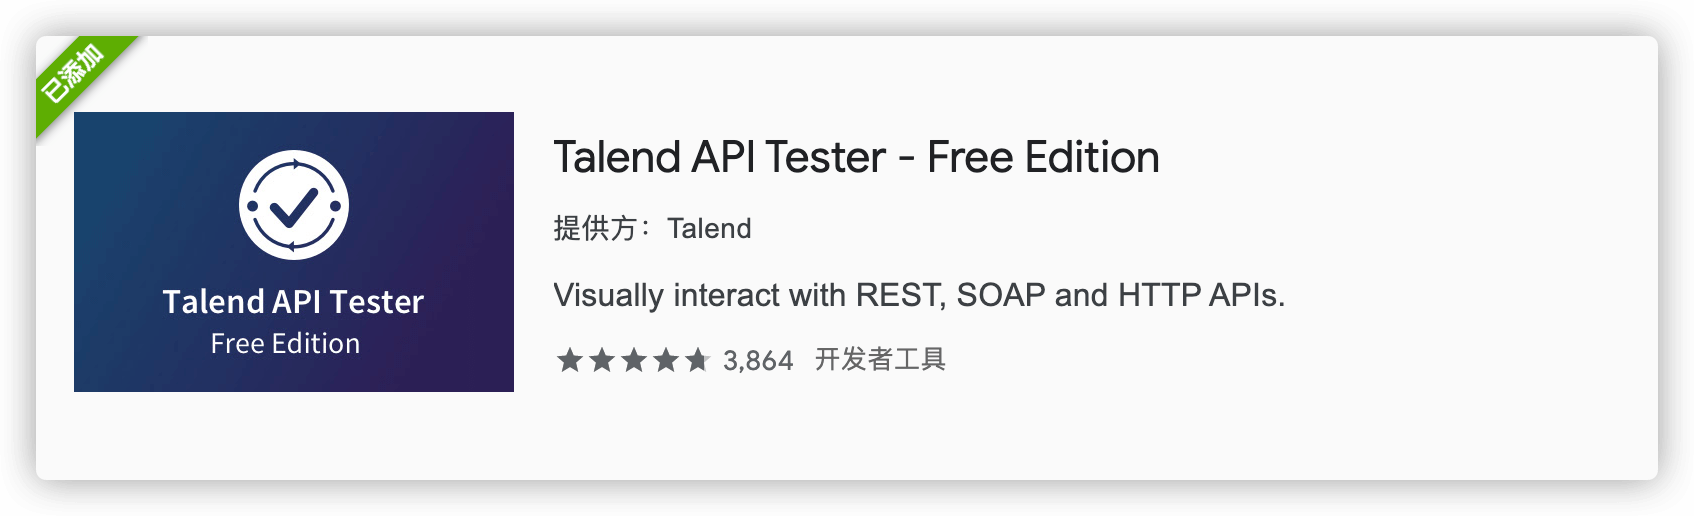 已添加
Talend API Tester
Free Edition
Talend API Tester - Free Edition
提供方：Talend
Visually interact with REST, SOAP and HTTP APIs.
3,864 开发者工具